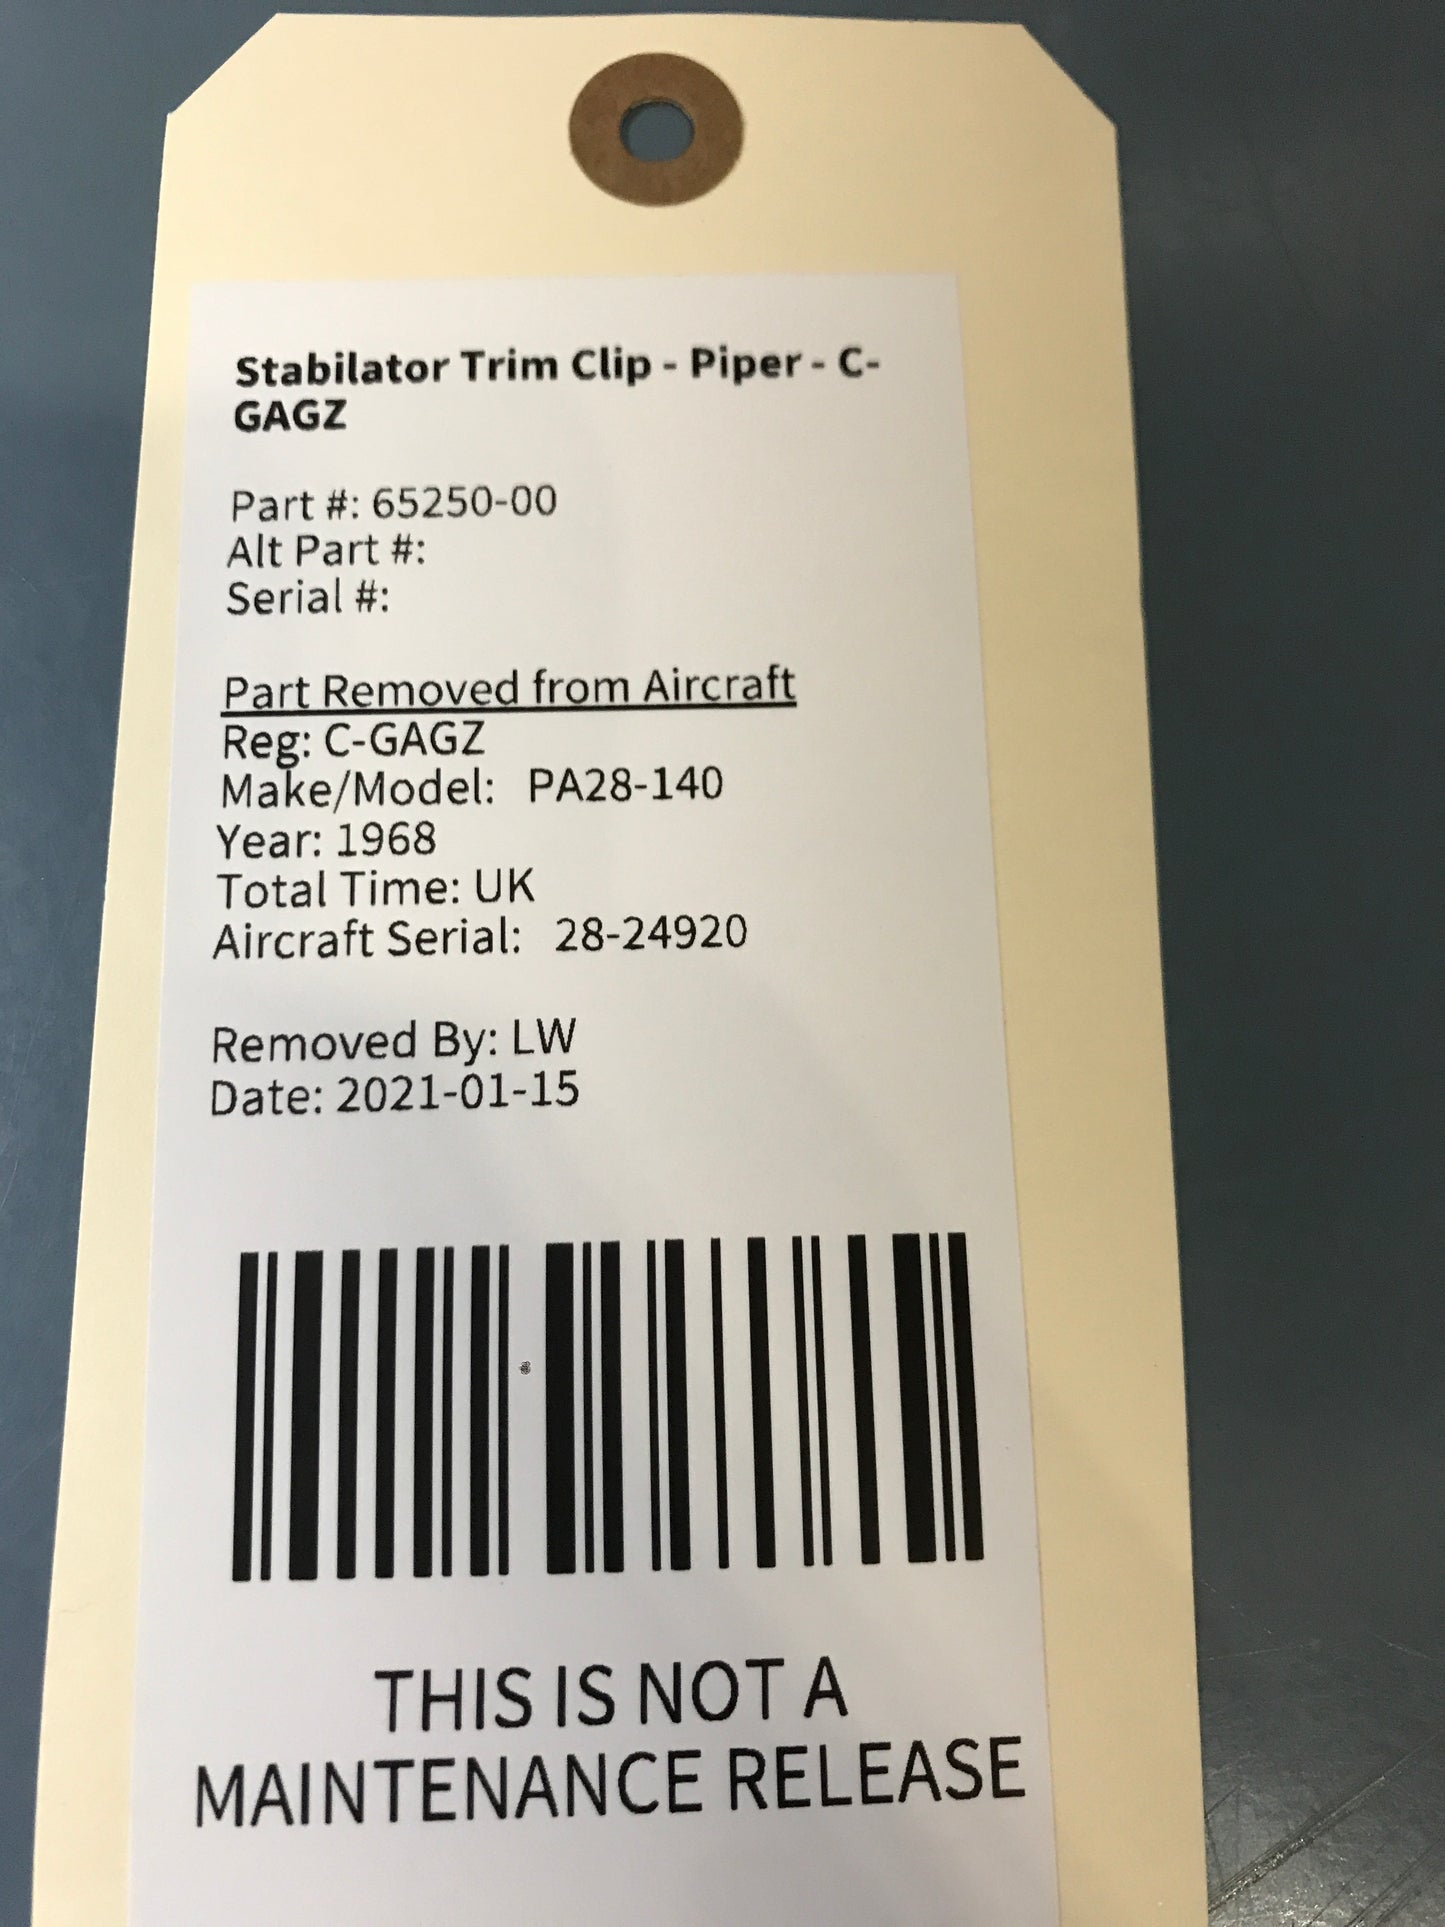 Stabilator Trim Clip - Piper - C-
GAGZ
Part #: 65250-00
Alt Part #:
Serial #:
Part Removed from Aircraft
Reg: C-GAGZ
Make/Model: PA28-140
Year: 1968
Total Time: UK
Aircraft Serial: 28-24920
Removed By: LW
Date: 2021-01-15
THIS IS NOT A
MAINTENANCE RELEASE